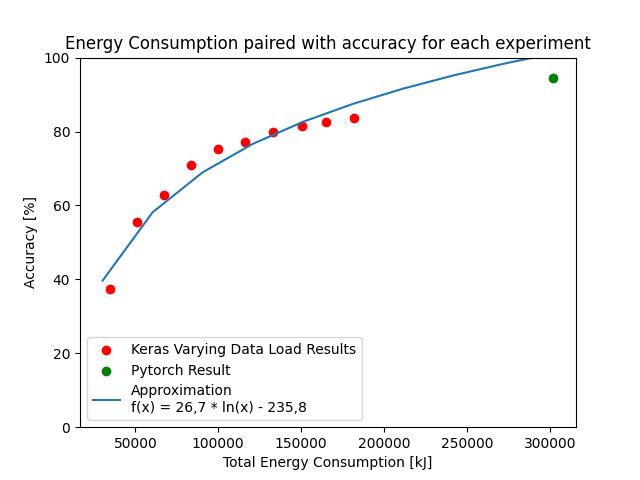 Energy Consumption paired with accuracy for each experiment
100
80
60
40
20
0
Accuracy [%]
Keras Varying Data Load Results
Pytorch Result
Approximation
f(x) = 26,7 * ln(x) - 235,8
50000 100000 150000 200000 250000 300000
Total Energy Consumption [kJ]